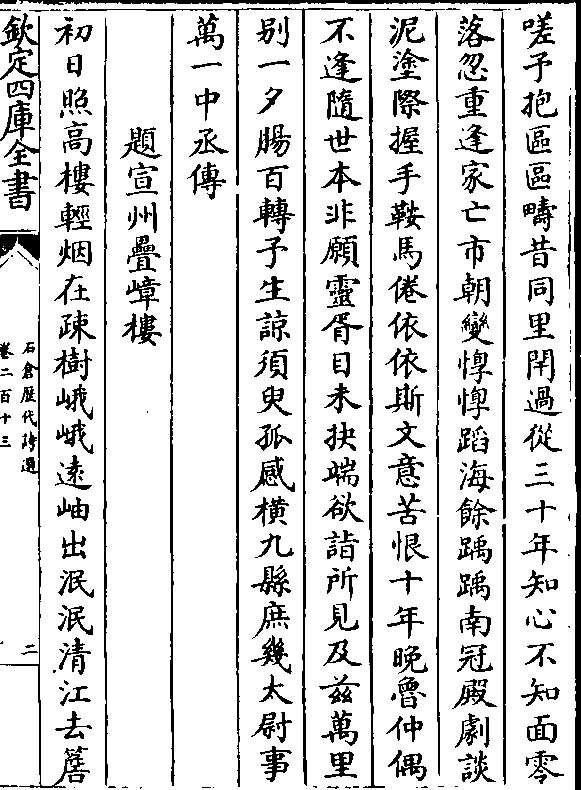 嗟予抱區區疇昔同里閈過從三十年知心不知面零
落忽重逢家亡市朝變惸惸蹈海餘踽踽南冠殿劇談
泥塗際握手鞍馬倦依依斯文意苦恨十年晚魯仲偶
不逢隨世本非願靈胥目未抉端欲詣所見及兹萬里
别一夕腸百轉予生諒須臾孤感横九縣庶幾太尉事
萬一中丞傳
題宣州疊嶂樓
初日照高樓輕烟在疎樹峨峨遠岫出泯泯清江去簷
欽定四庫全書
石倉歴代詩選
卷二百十三
二